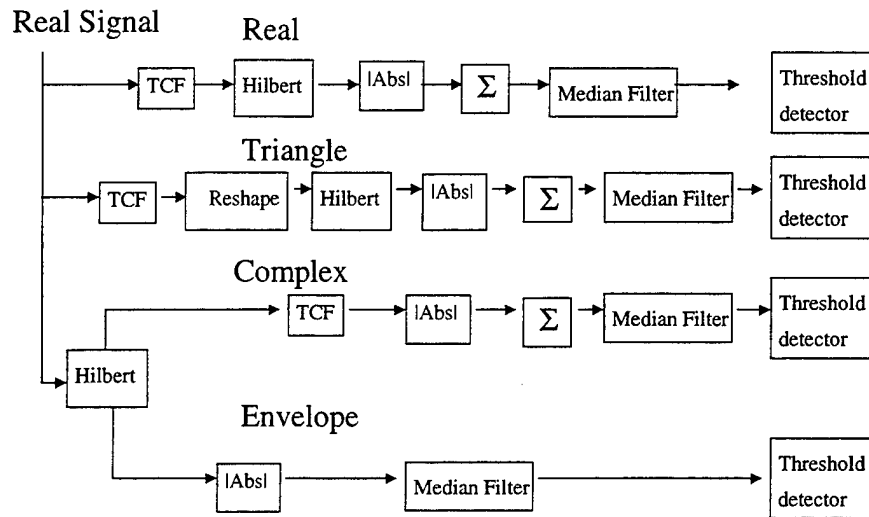 Real Signal
Real
TCF
Hilbert
|Abs|
Σ
Median Filter
Threshold
detector
Triangle
TCF
Reshape
Hilbert
|Abs|
Σ
Median Filter
Threshold
detector
Complex
TCF
|Abs|
Σ
Median Filter
Threshold
detector
Hilbert
Envelope
|Abs|
Median Filter
Threshold
detector